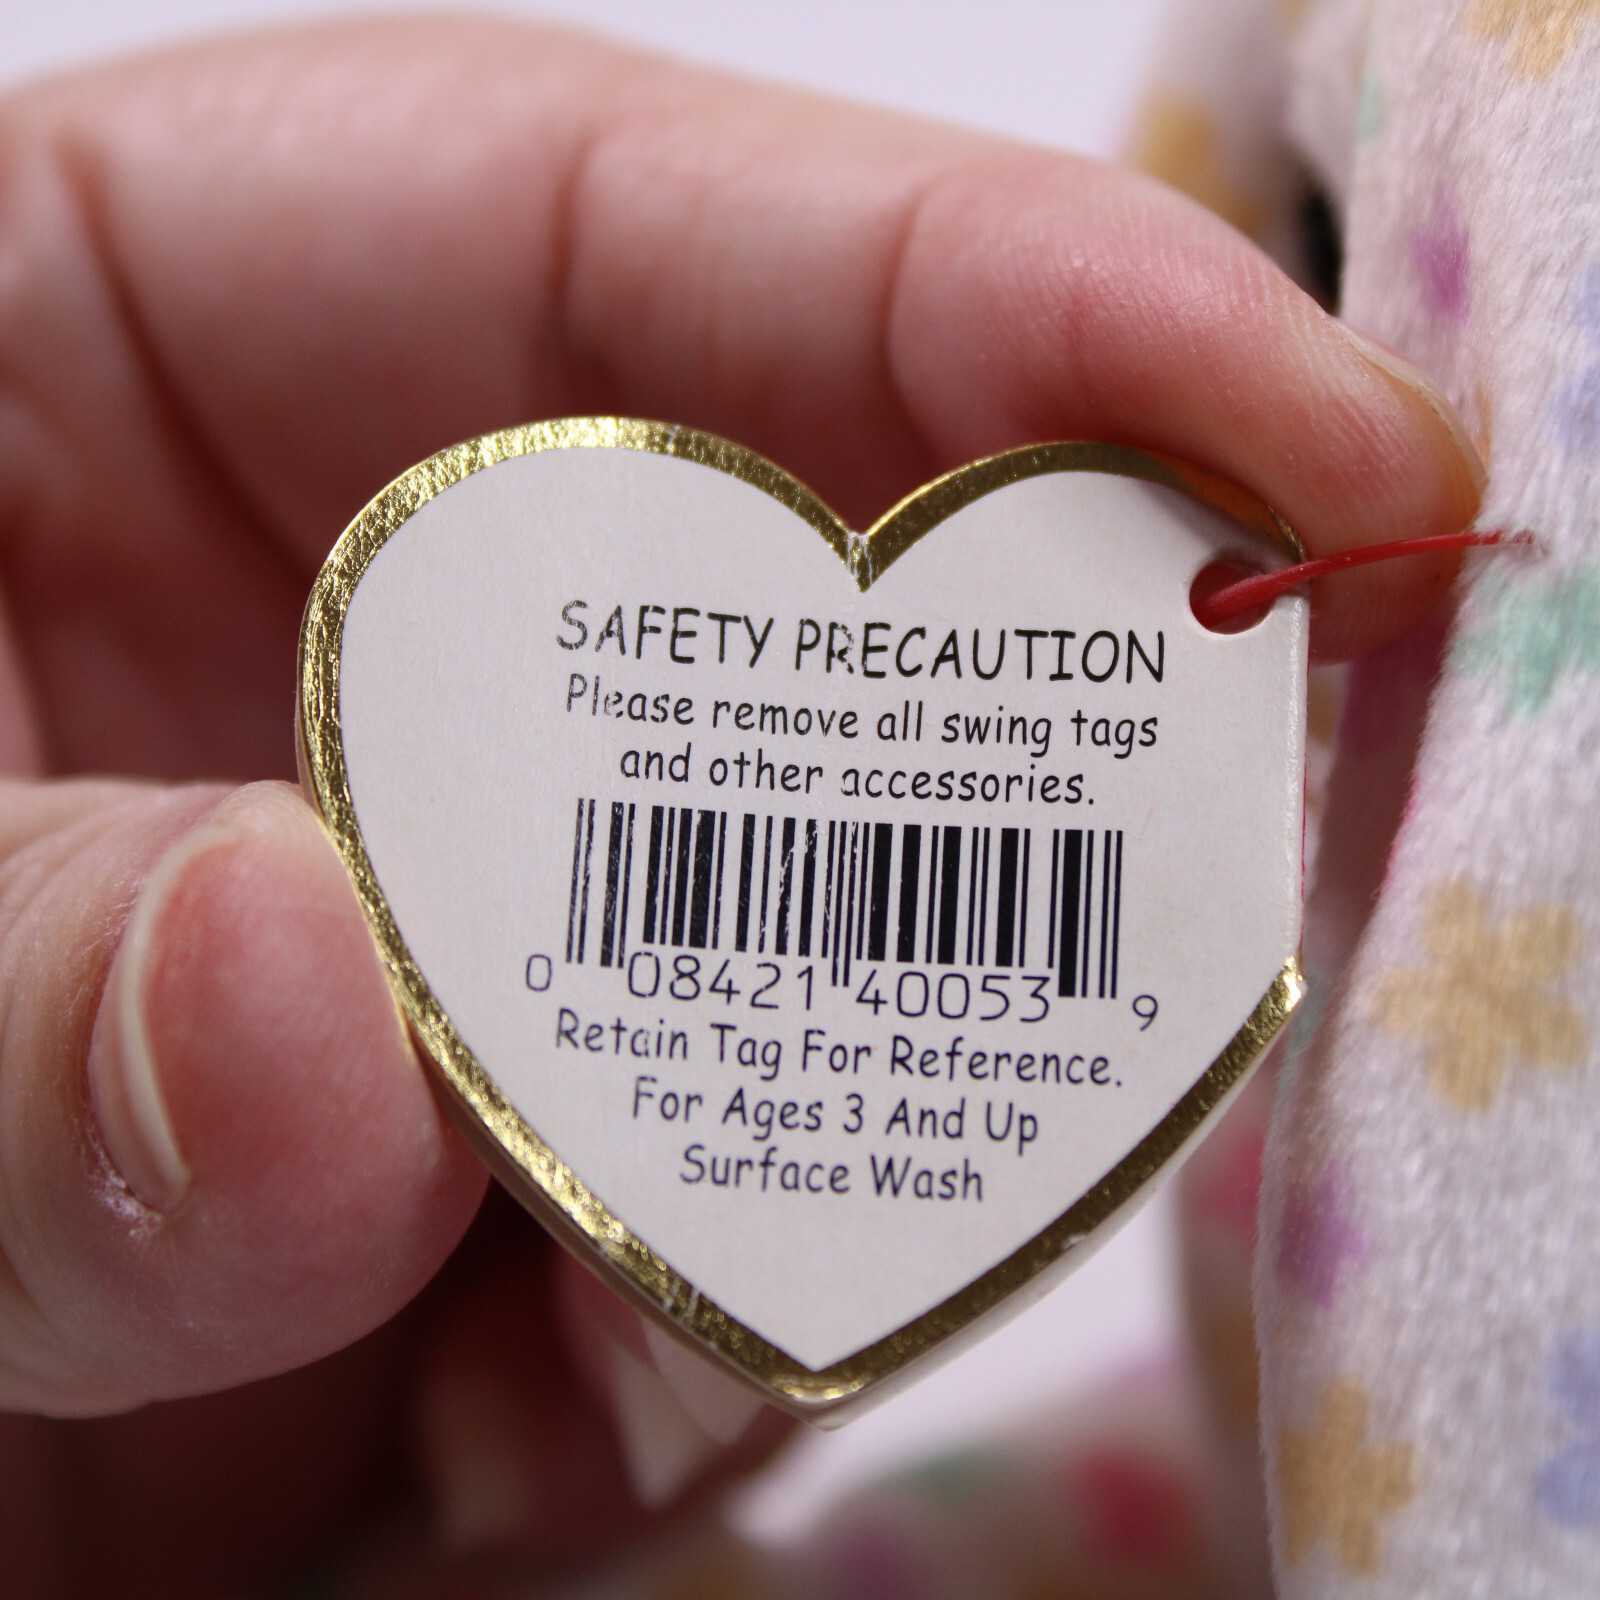 SAFETY PRECAUTION
Please remove all swing tags
and other accessories.
0 08421 40053 9
Retain Tag For Reference.
For Ages 3 And Up
Surface Wash